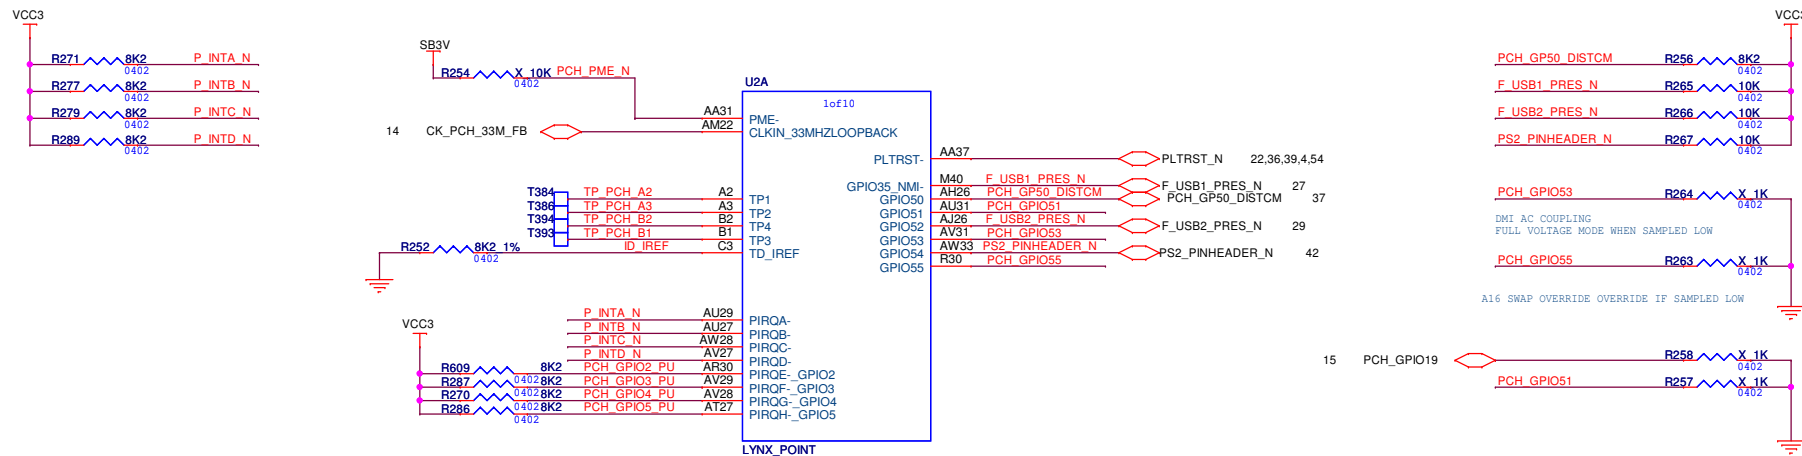 VCC3
R271 8K2 P_INTA_N
0402
R277 8K2 P_INTB_N
0402
R279 8K2 P_INTC_N
0402
R289 8K2 P_INTD_N
0402
SB3V
R254 X_10K PCH_PME_N
0402
14 CK_PCH_33M_FB
U2A
1of10
AA31 PME-
AM22 CLKIN_33MHZLOOPBACK
T384 TP_PCH_A2 A2 TP1
T386 TP_PCH_A3 A3 TP2
T394 TP_PCH_B2 B2 TP4
T393 TP_PCH_B1 B1 TP3
R252 8K2_1% ID_IREF C3 TD_IREF
0402
P_INTA_N AU29 PIRQA-
P_INTB_N AU27 PIRQB-
P_INTC_N AW28 PIRQC-
P_INTD_N AV27 PIRQD-
VCC3
R609 8K2 PCH_GPIO2_PU AR30 PIRQE-_GPIO2
0402
R287 8K2 PCH_GPIO3_PU AV29 PIRQF-_GPIO3
0402
R270 8K2 PCH_GPIO4_PU AV28 PIRQG-_GPIO4
0402
R286 8K2 PCH_GPIO5_PU AT27 PIRQH-_GPIO5
0402
LYNX_POINT
PLTRST- AA37 PLTRST_N 22,36,39,4,54
GPIO35_NMI- M40 F_USB1_PRES_N F_USB1_PRES_N 27
GPIO50 AH26 PCH_GP50_DISTCM PCH_GP50_DISTCM 37
GPIO51 AU31 PCH_GPIO51
GPIO52 AJ26 F_USB2_PRES_N F_USB2_PRES_N 29
GPIO53 AV31 PCH_GPIO53
GPIO54 AW33 PS2_PINHEADER_N PS2_PINHEADER_N 42
GPIO55 R30 PCH_GPIO55
PCH_GP50_DISTCM R256 8K2
0402
F_USB1_PRES_N R265 10K
0402
F_USB2_PRES_N R266 10K
0402
PS2_PINHEADER_N R267 10K
0402
PCH_GPIO53 R264 X_1K
0402
DMI AC COUPLING
FULL VOLTAGE MODE WHEN SAMPLED LOW
PCH_GPIO55 R263 X_1K
0402
A16 SWAP OVERRIDE OVERRIDE IF SAMPLED LOW
15 PCH_GPIO19 R258 X_1K
0402
PCH_GPIO51 R257 X_1K
0402